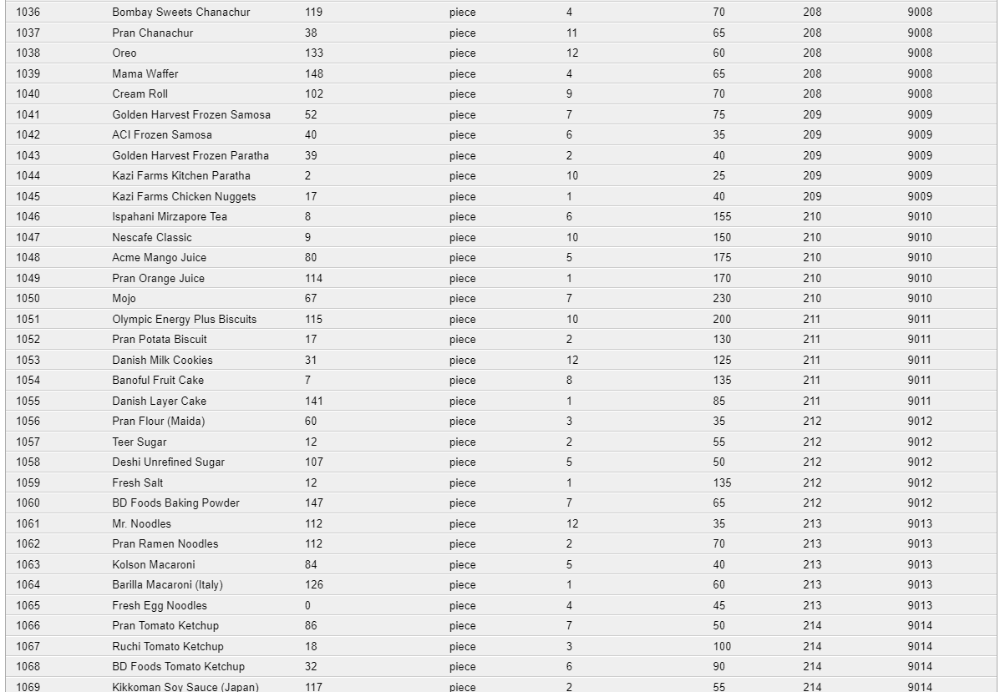 1036 Bombay Sweets Chanachur 119 piece 4 70 208 9008
1037 Pran Chanachur 38 piece 11 65 208 9008
1038 Oreo 133 piece 12 60 208 9008
1039 Mama Waffer 148 piece 4 65 208 9008
1040 Cream Roll 102 piece 9 70 208 9008
1041 Golden Harvest Frozen Samosa 52 piece 7 75 209 9009
1042 ACI Frozen Samosa 40 piece 6 35 209 9009
1043 Golden Harvest Frozen Paratha 39 piece 2 40 209 9009
1044 Kazi Farms Kitchen Paratha 2 piece 10 25 209 9009
1045 Kazi Farms Chicken Nuggets 17 piece 1 40 209 9009
1046 Ispahani Mirzapore Tea 8 piece 6 155 210 9010
1047 Nescafe Classic 9 piece 10 150 210 9010
1048 Acme Mango Juice 80 piece 5 175 210 9010
1049 Pran Orange Juice 114 piece 1 170 210 9010
1050 Mojo 67 piece 7 230 210 9010
1051 Olympic Energy Plus Biscuits 115 piece 10 200 211 9011
1052 Pran Potata Biscuit 17 piece 2 130 211 9011
1053 Danish Milk Cookies 31 piece 12 125 211 9011
1054 Banoful Fruit Cake 7 piece 8 135 211 9011
1055 Danish Layer Cake 141 piece 1 85 211 9011
1056 Pran Flour (Maida) 60 piece 3 35 212 9012
1057 Teer Sugar 12 piece 2 55 212 9012
1058 Deshi Unrefined Sugar 107 piece 5 50 212 9012
1059 Fresh Salt 12 piece 1 135 212 9012
1060 BD Foods Baking Powder 147 piece 7 65 212 9012
1061 Mr. Noodles 112 piece 12 35 213 9013
1062 Pran Ramen Noodles 112 piece 2 70 213 9013
1063 Kolson Macaroni 84 piece 5 40 213 9013
1064 Barilla Macaroni (Italy) 126 piece 1 60 213 9013
1065 Fresh Egg Noodles 0 piece 4 45 213 9013
1066 Pran Tomato Ketchup 86 piece 7 50 214 9014
1067 Ruchi Tomato Ketchup 18 piece 3 100 214 9014
1068 BD Foods Tomato Ketchup 32 piece 6 90 214 9014
1069 Kikkoman Soy Sauce (Japan) 117 piece 2 55 214 9014